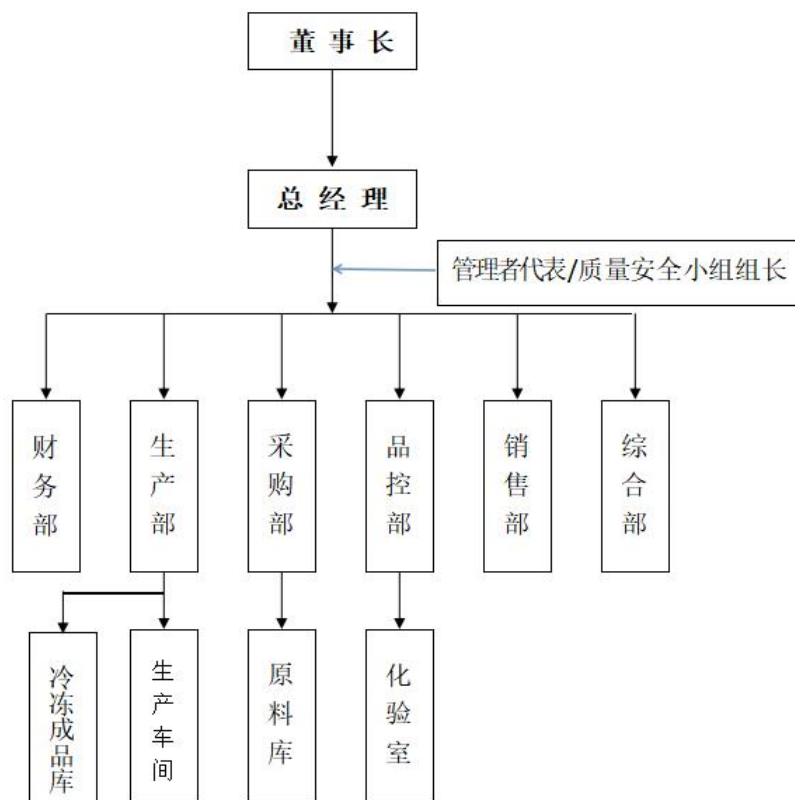 董事长
总经理
管理者代表/质量安全小组组长
财务部
生产部
采购部
品控部
销售部
综合部
冷冻成品库
生产车间
原料库
化验室